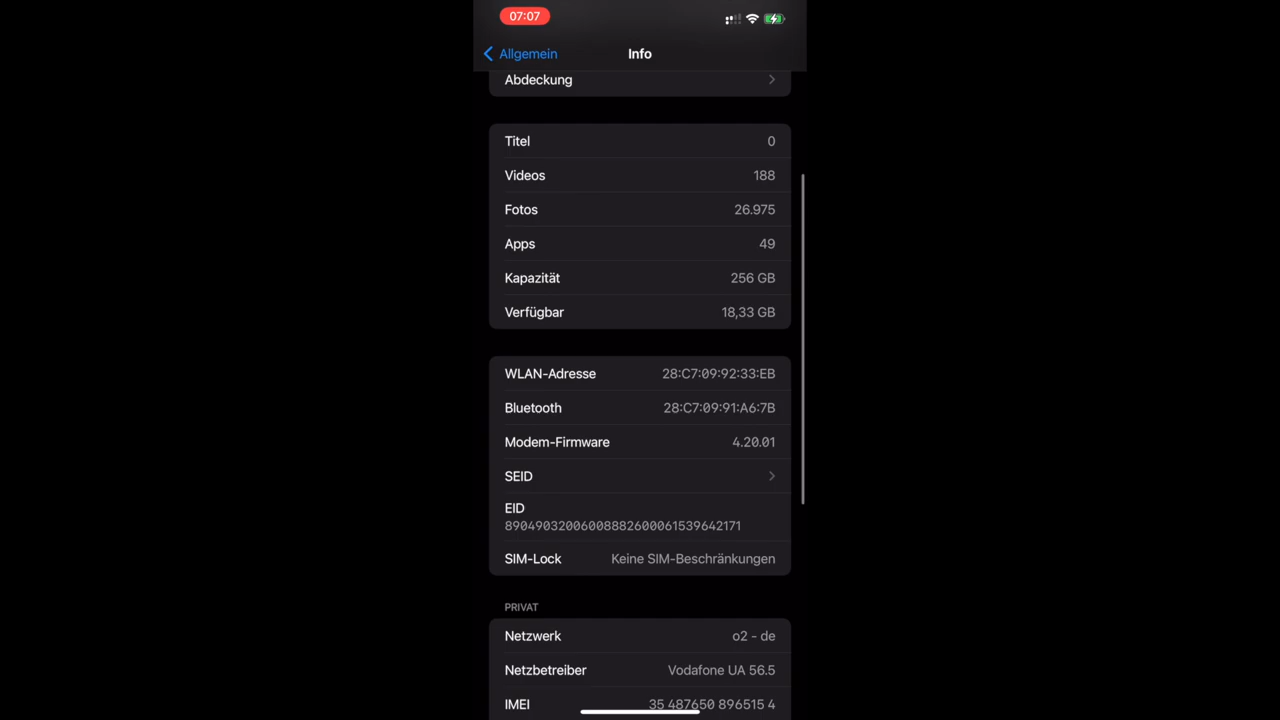 07:07
Allgemein
Info
Abdeckung
Titel 0
Videos 188
Fotos 26.975
Apps 49
Kapazität 256 GB
Verfügbar 18,33 GB
WLAN-Adresse 28:C7:09:92:33:EB
Bluetooth 28:C7:09:91:A6:7B
Modem-Firmware 4.20.01
SEID
EID
89049032006008882600061539642171
SIM-Lock Keine SIM-Beschränkungen
PRIVAT
Netzwerk o2 - de
Netzbetreiber Vodafone UA 56.5
IMEI 35 487650 896515 4